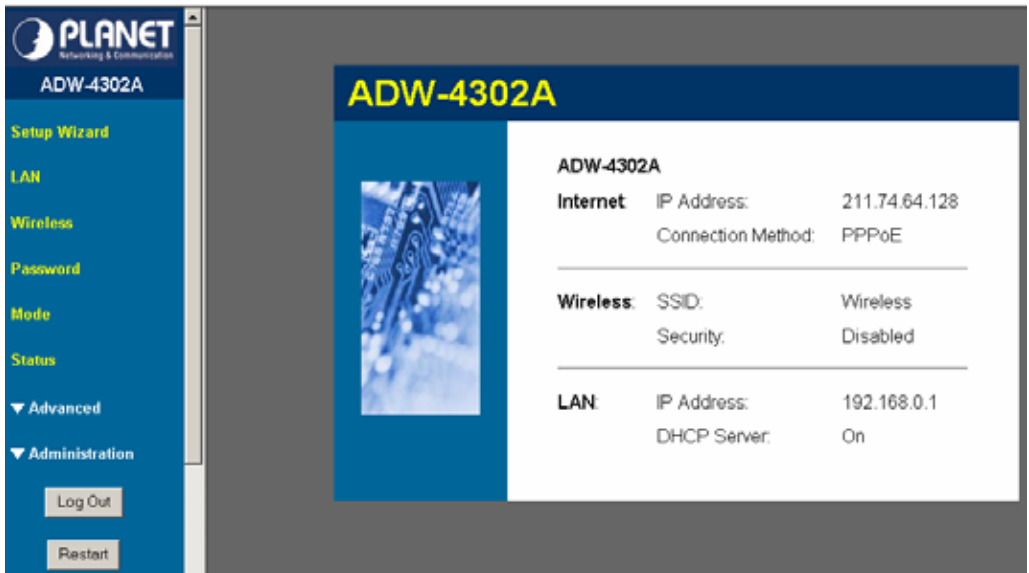 PLANET
Networking & Communication
ADW-4302A
Setup Wizard
LAN
Wireless
Password
Mode
Status
Advanced
Administration
Log Out
Restart
ADW-4302A
ADW-4302A
Internet IP Address: 211.74.64.128
Connection Method: PPPoE
Wireless: SSID: Wireless
Security: Disabled
LAN: IP Address: 192.168.0.1
DHCP Server: On